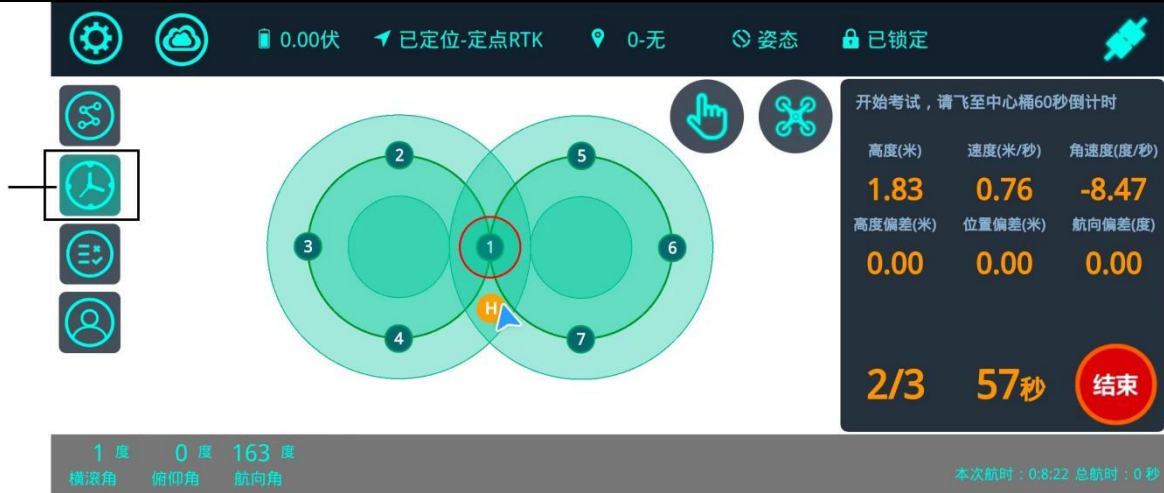 0.00伏 已定位-定点RTK 0-无 姿态 已锁定
开始考试，请飞至中心桶60秒倒计时
高度(米) 速度(米/秒) 角速度(度/秒)
1.83 0.76 -8.47
高度偏差(米) 位置偏差(米) 航向偏差(度)
0.00 0.00 0.00
2/3 57秒 结束
2 5
3 1 6
H
4 7
1 度 0 度 163 度
横滚角 俯仰角 航向角
本次航时：0:8:22 总航时：0 秒